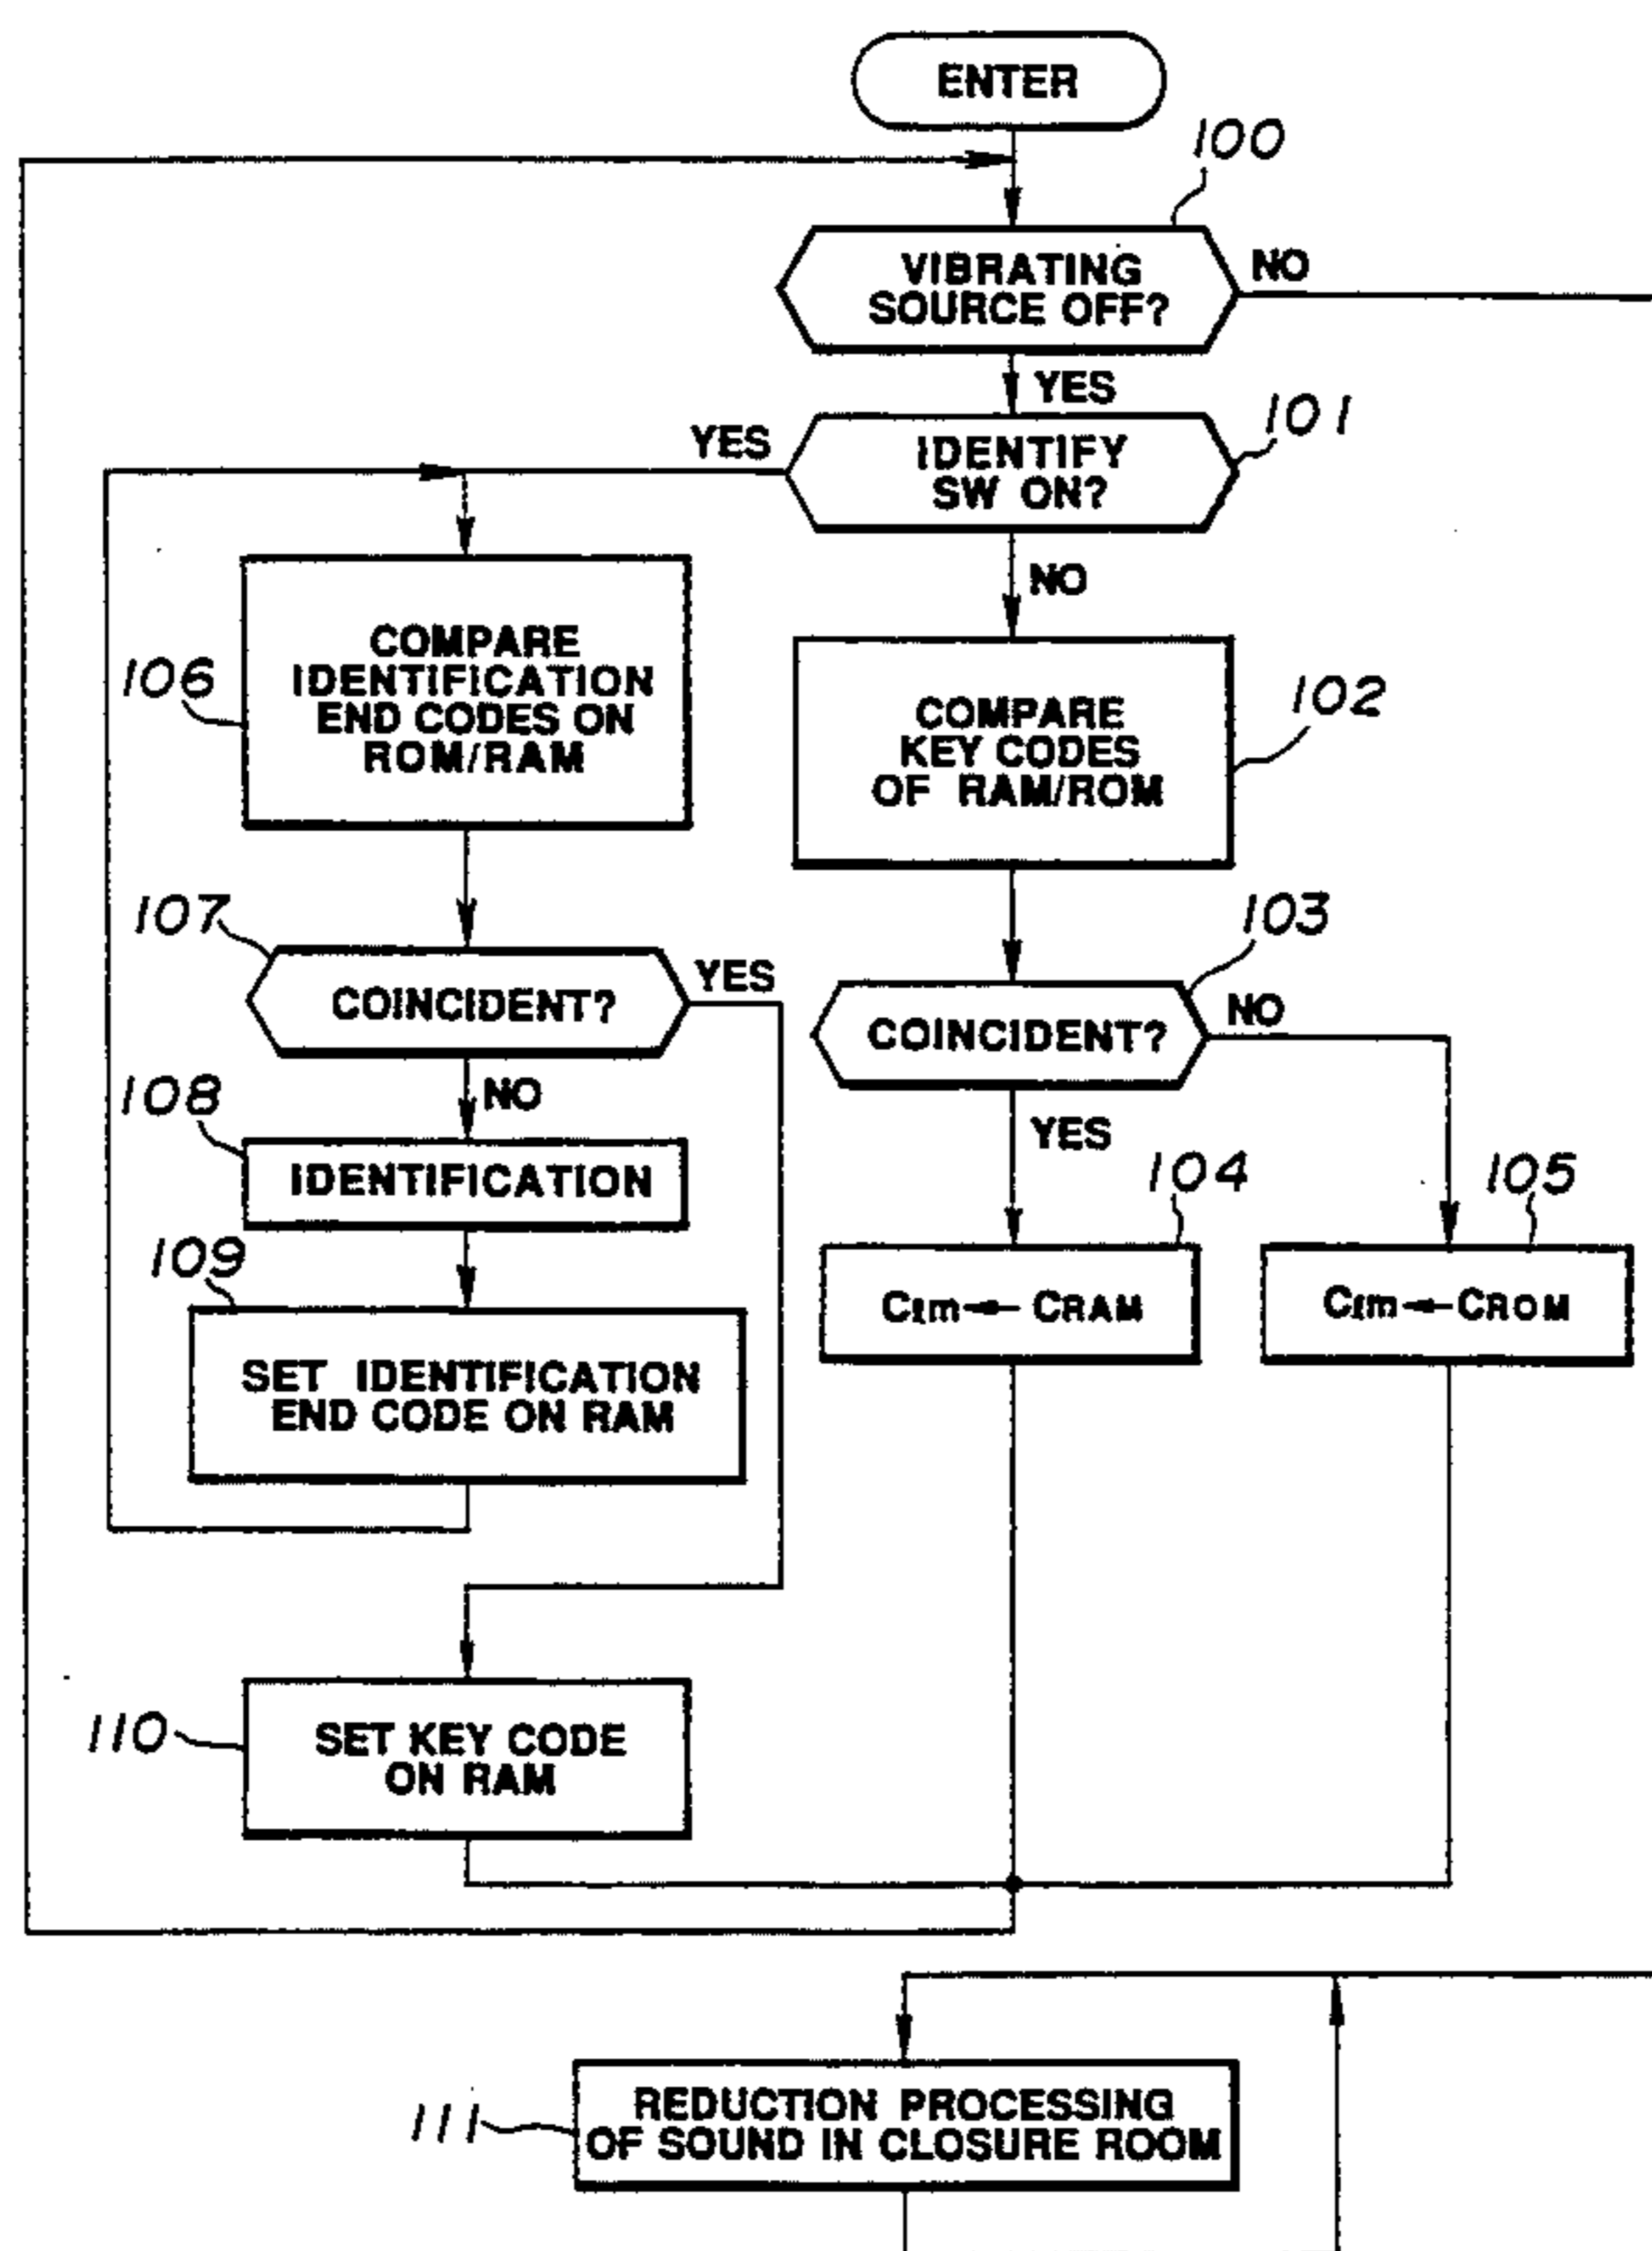 ENTER
100
VIBRATING
SOURCE OFF?
NO
YES
101
IDENTIFY
SW ON?
YES
NO
106
COMPARE
IDENTIFICATION
END CODES ON
ROM/RAM
102
COMPARE
KEY CODES
OF RAM/ROM
107
COINCIDENT?
YES
NO
103
COINCIDENT?
NO
YES
108
IDENTIFICATION
104
Cℓm ← CRAM
105
Cℓm ← CROM
109
SET IDENTIFICATION
END CODE ON RAM
110
SET KEY CODE
ON RAM
111
REDUCTION PROCESSING
OF SOUND IN CLOSURE ROOM